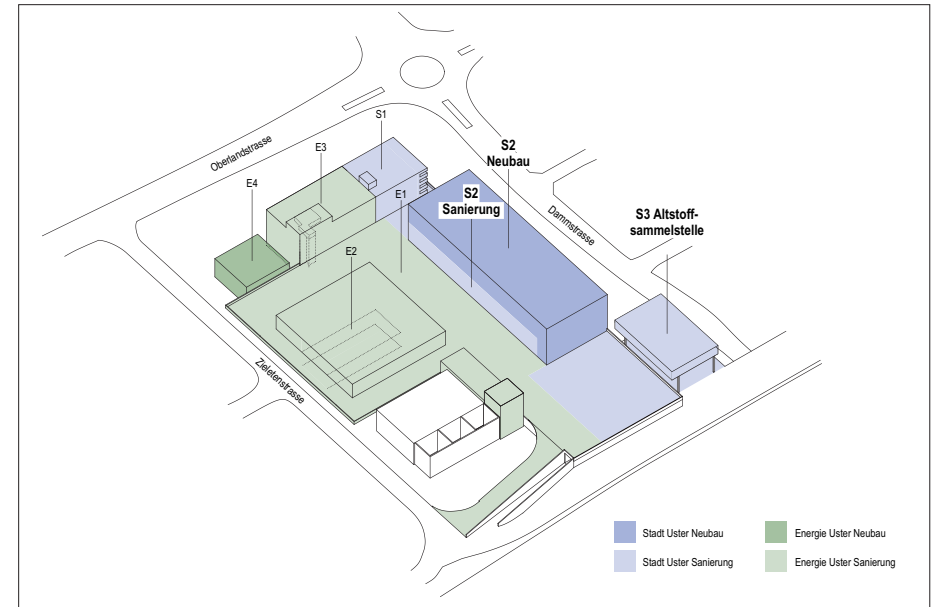 S1
Oberlandstrasse
E3
S2
Neubau
E4
E1
S2
Sanierung
Dammstrasse
S3 Altstoff-
sammelstelle
E2
Zieletenstrasse
Stadt Uster Neubau
Energie Uster Neubau
Stadt Uster Sanierung
Energie Uster Sanierung